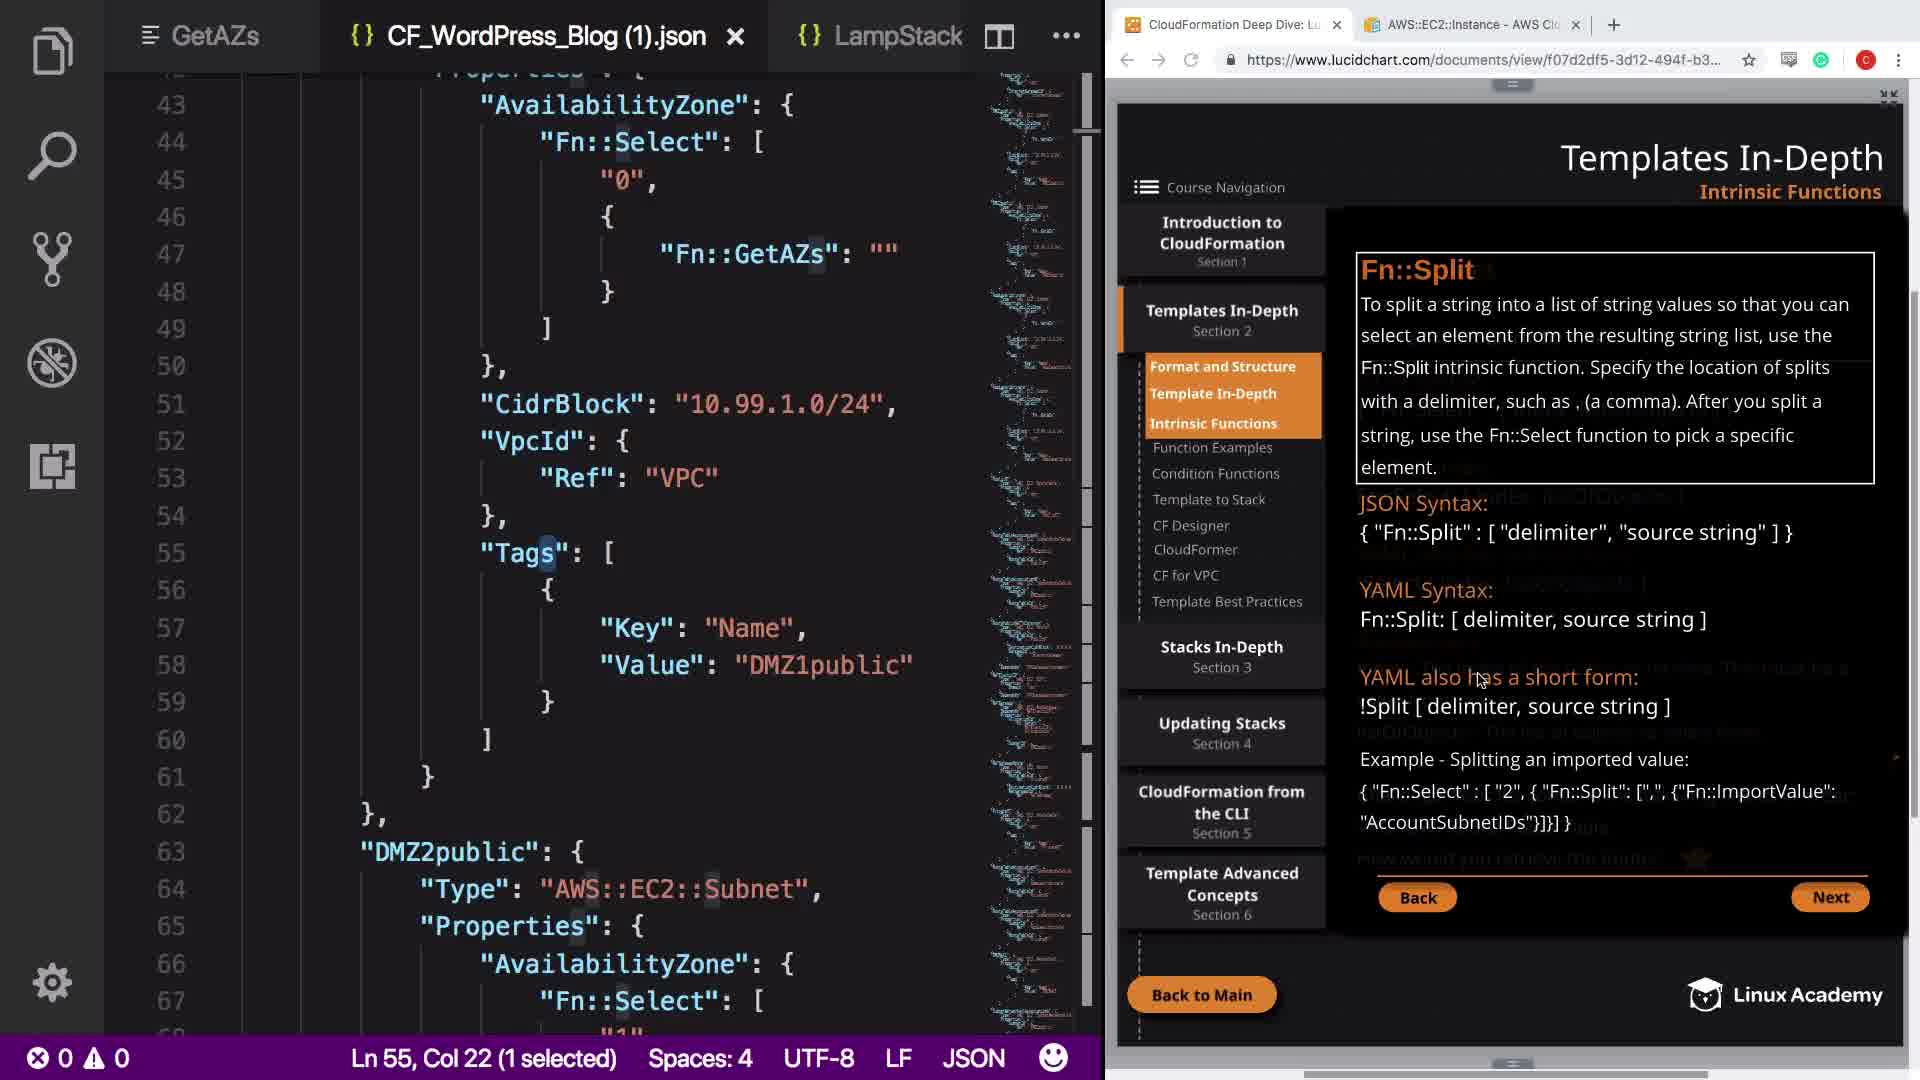 GetAZs
CF_WordPress_Blog (1).json
LampStack
43 "AvailabilityZone": {
44 "Fn::Select": [
45 "0",
46 {
47 "Fn::GetAZs": ""
48 }
49 ]
50 },
51 "CidrBlock": "10.99.1.0/24",
52 "VpcId": {
53 "Ref": "VPC"
54 },
55 "Tags": [
56 {
57 "Key": "Name",
58 "Value": "DMZ1public"
59 }
60 ]
61 }
62 },
63 "DMZ2public": {
64 "Type": "AWS::EC2::Subnet",
65 "Properties": {
66 "AvailabilityZone": {
67 "Fn::Select": [
0 0 Ln 55, Col 22 (1 selected) Spaces: 4 UTF-8 LF JSON
CloudFormation Deep Dive: Lu
AWS::EC2::Instance - AWS Clo
https://www.lucidchart.com/documents/view/f07d2df5-3d12-494f-b3...
C
Templates In-Depth
Intrinsic Functions
Course Navigation
Introduction to
CloudFormation
Section 1
Templates In-Depth
Section 2
Format and Structure
Template In-Depth
Intrinsic Functions
Function Examples
Condition Functions
Template to Stack
CF Designer
CloudFormer
CF for VPC
Template Best Practices
Stacks In-Depth
Section 3
Updating Stacks
Section 4
CloudFormation from
the CLI
Section 5
Template Advanced
Concepts
Section 6
Back to Main
Fn::Split
To split a string into a list of string values so that you can
select an element from the resulting string list, use the
Fn::Split intrinsic function. Specify the location of splits
with a delimiter, such as , (a comma). After you split a
string, use the Fn::Select function to pick a specific
element.
JSON Syntax:
{ "Fn::Split" : [ "delimiter", "source string" ] }
YAML Syntax:
Fn::Split: [ delimiter, source string ]
YAML also has a short form:
!Split [ delimiter, source string ]
Example - Splitting an imported value:
{ "Fn::Select" : [ "2", { "Fn::Split": [",", {"Fn::ImportValue":
"AccountSubnetIDs"}]}] }
Back
Next
Linux Academy